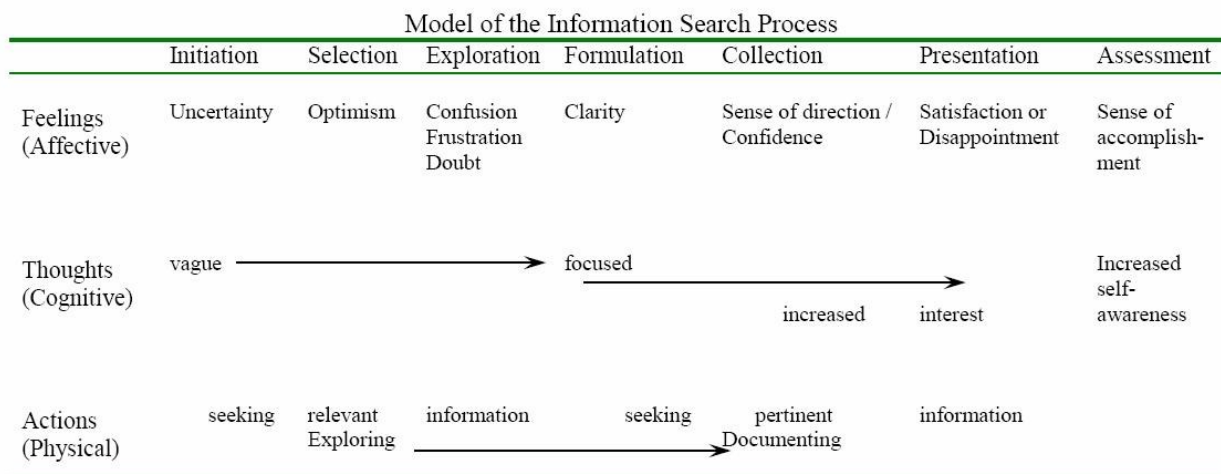 Model of the Information Search Process
Initiation Selection Exploration Formulation Collection Presentation Assessment
Feelings (Affective)
Uncertainty Optimism Confusion Clarity Sense of direction / Satisfaction or Sense of
Frustration Confidence Disappointment accomplish-
Doubt ment
Thoughts (Cognitive)
vague focused Increased
self-
increased interest awareness
Actions (Physical)
seeking relevant information seeking pertinent information
Exploring Documenting